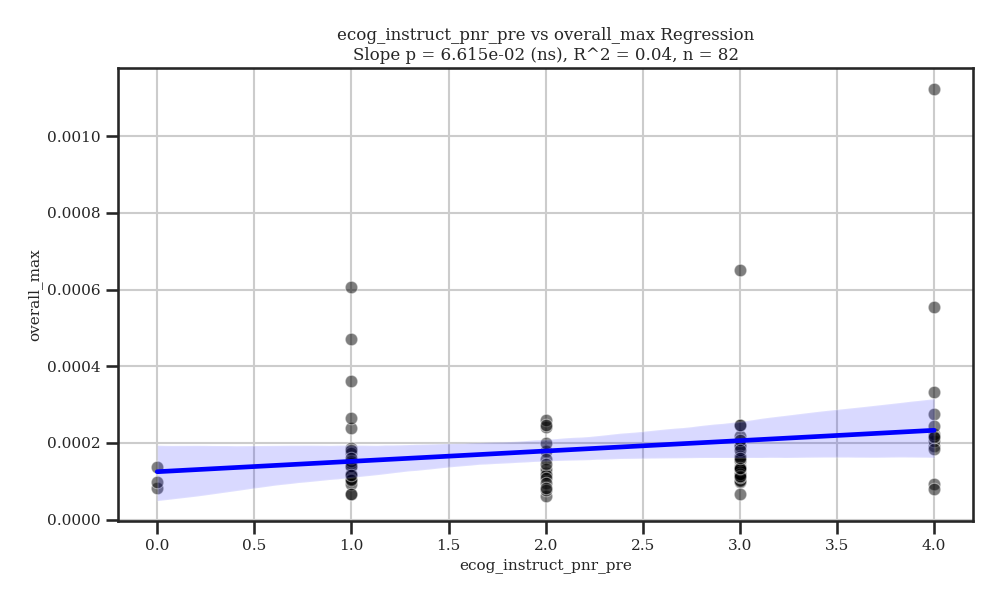 ecog_instruct_pnr_pre vs overall_max Regression
Slope p = 6.615e-02 (ns), R^2 = 0.04, n = 82
overall_max
0.0010
0.0008
0.0006
0.0004
0.0002
0.0000
0.0 0.5 1.0 1.5 2.0 2.5 3.0 3.5 4.0
ecog_instruct_pnr_pre